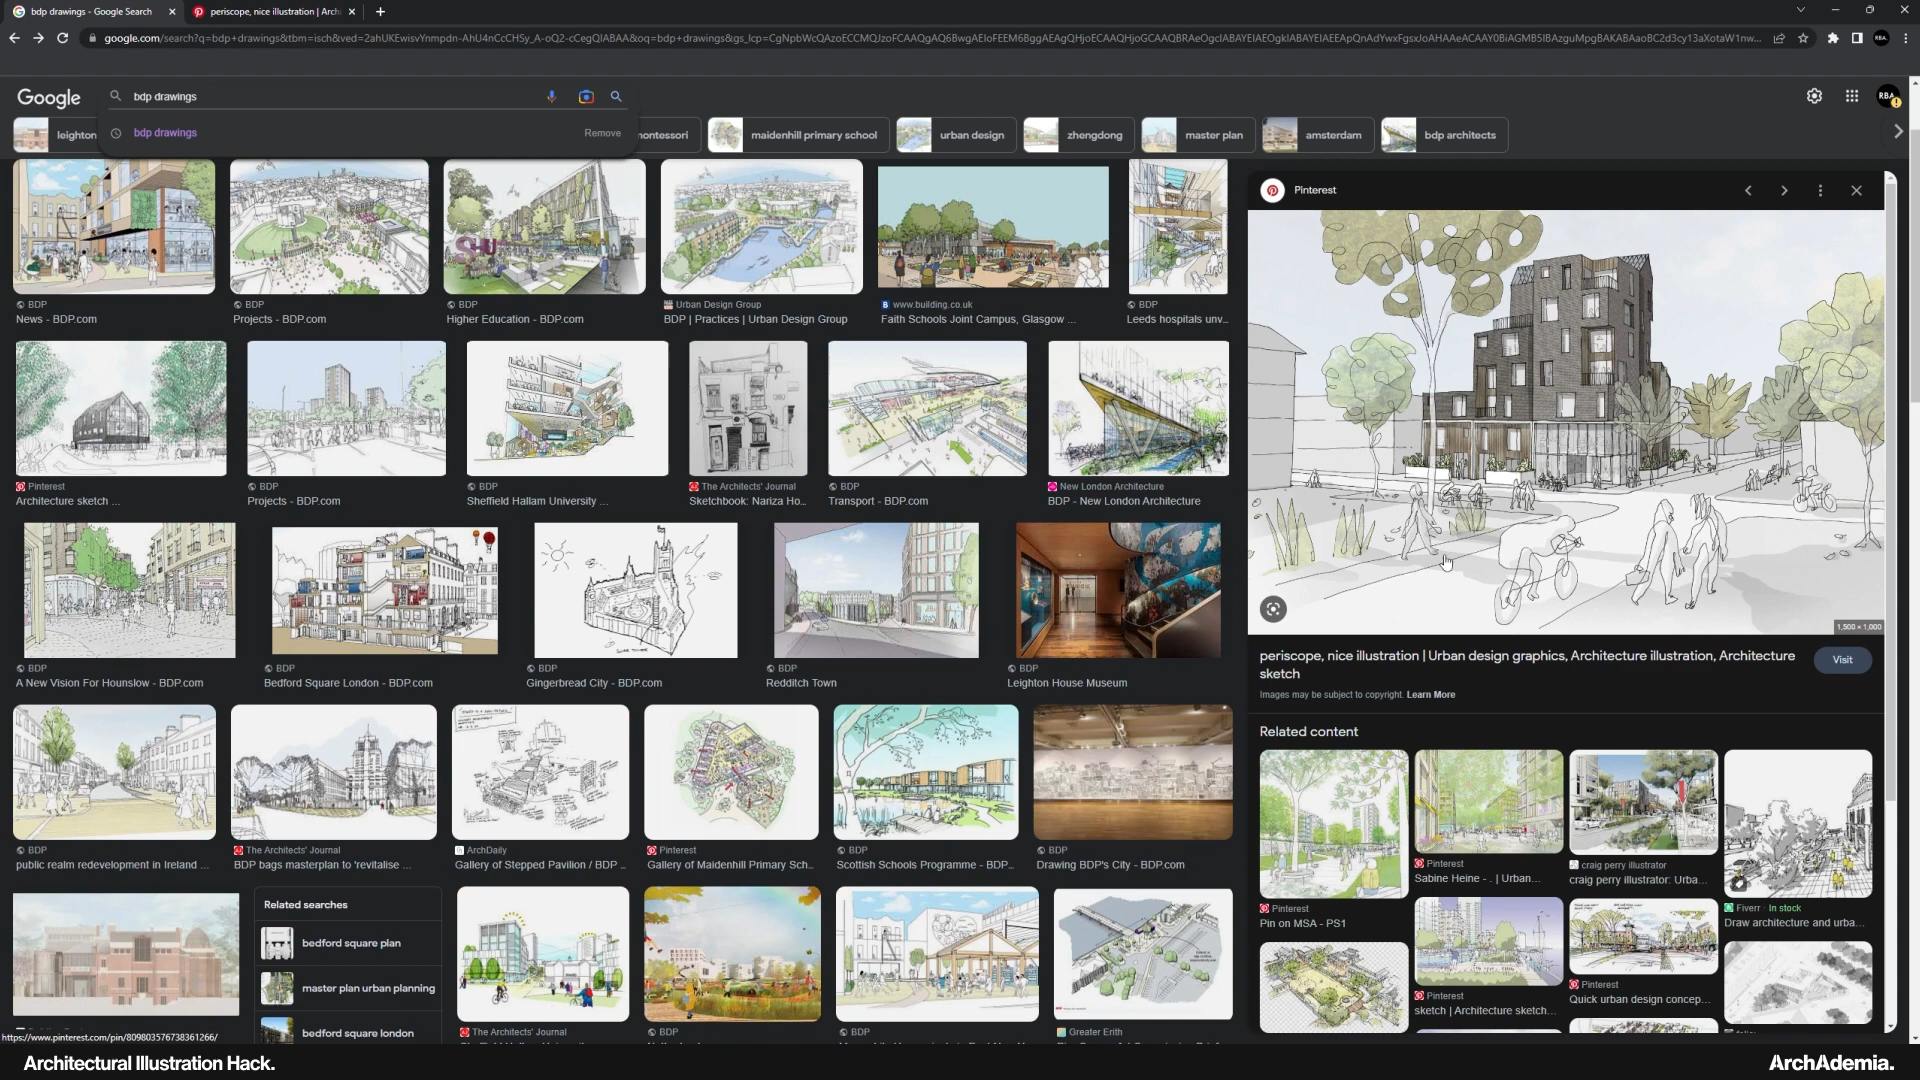 bdp drawings - Google Search
periscope, nice illustration | Arch
Google
bdp drawings
bdp drawings
Remove
leighton
montessori
maidenhill primary school
urban design
zhengdong
master plan
amsterdam
bdp architects
RBA
BDP
News - BDP.com
BDP
Projects - BDP.com
BDP
Higher Education - BDP.com
Urban Design Group
BDP | Practices | Urban Design Group
www.building.co.uk
Faith Schools Joint Campus, Glasgow ...
BDP
Leeds hospitals unv...
Pinterest
Architecture sketch ...
BDP
Projects - BDP.com
BDP
Sheffield Hallam University ...
The Architects' Journal
Sketchbook: Nariza Ho...
BDP
Transport - BDP.com
New London Architecture
BDP - New London Architecture
BDP
A New Vision For Hounslow - BDP.com
BDP
Bedford Square London - BDP.com
BDP
Gingerbread City - BDP.com
BDP
Redditch Town
BDP
Leighton House Museum
BDP
public realm redevelopment in Ireland ...
The Architects' Journal
BDP bags masterplan to 'revitalise ...
ArchDaily
Gallery of Stepped Pavilion / BDP ...
Pinterest
Gallery of Maidenhill Primary Sch...
BDP
Scottish Schools Programme - BDP...
BDP
Drawing BDP's City - BDP.com
Related searches
bedford square plan
master plan urban planning
bedford square london
The Architects' Journal
BDP
BDP
Greater Erith
https://www.pinterest.com/pin/809803576738361266/
Pinterest
1,500 × 1,000
periscope, nice illustration | Urban design graphics, Architecture illustration, Architecture
sketch
Visit
Images may be subject to copyright. Learn More
Related content
Pinterest
Pin on MSA - PS1
Pinterest
Sabine Heine - . | Urban...
craig perry illustrator
craig perry illustrator: Urba...
Fiverr · In stock
Draw architecture and urba...
Pinterest
sketch | Architecture sketch...
Pinterest
Quick urban design concep...
Architectural Illustration Hack.
ArchAdemia.